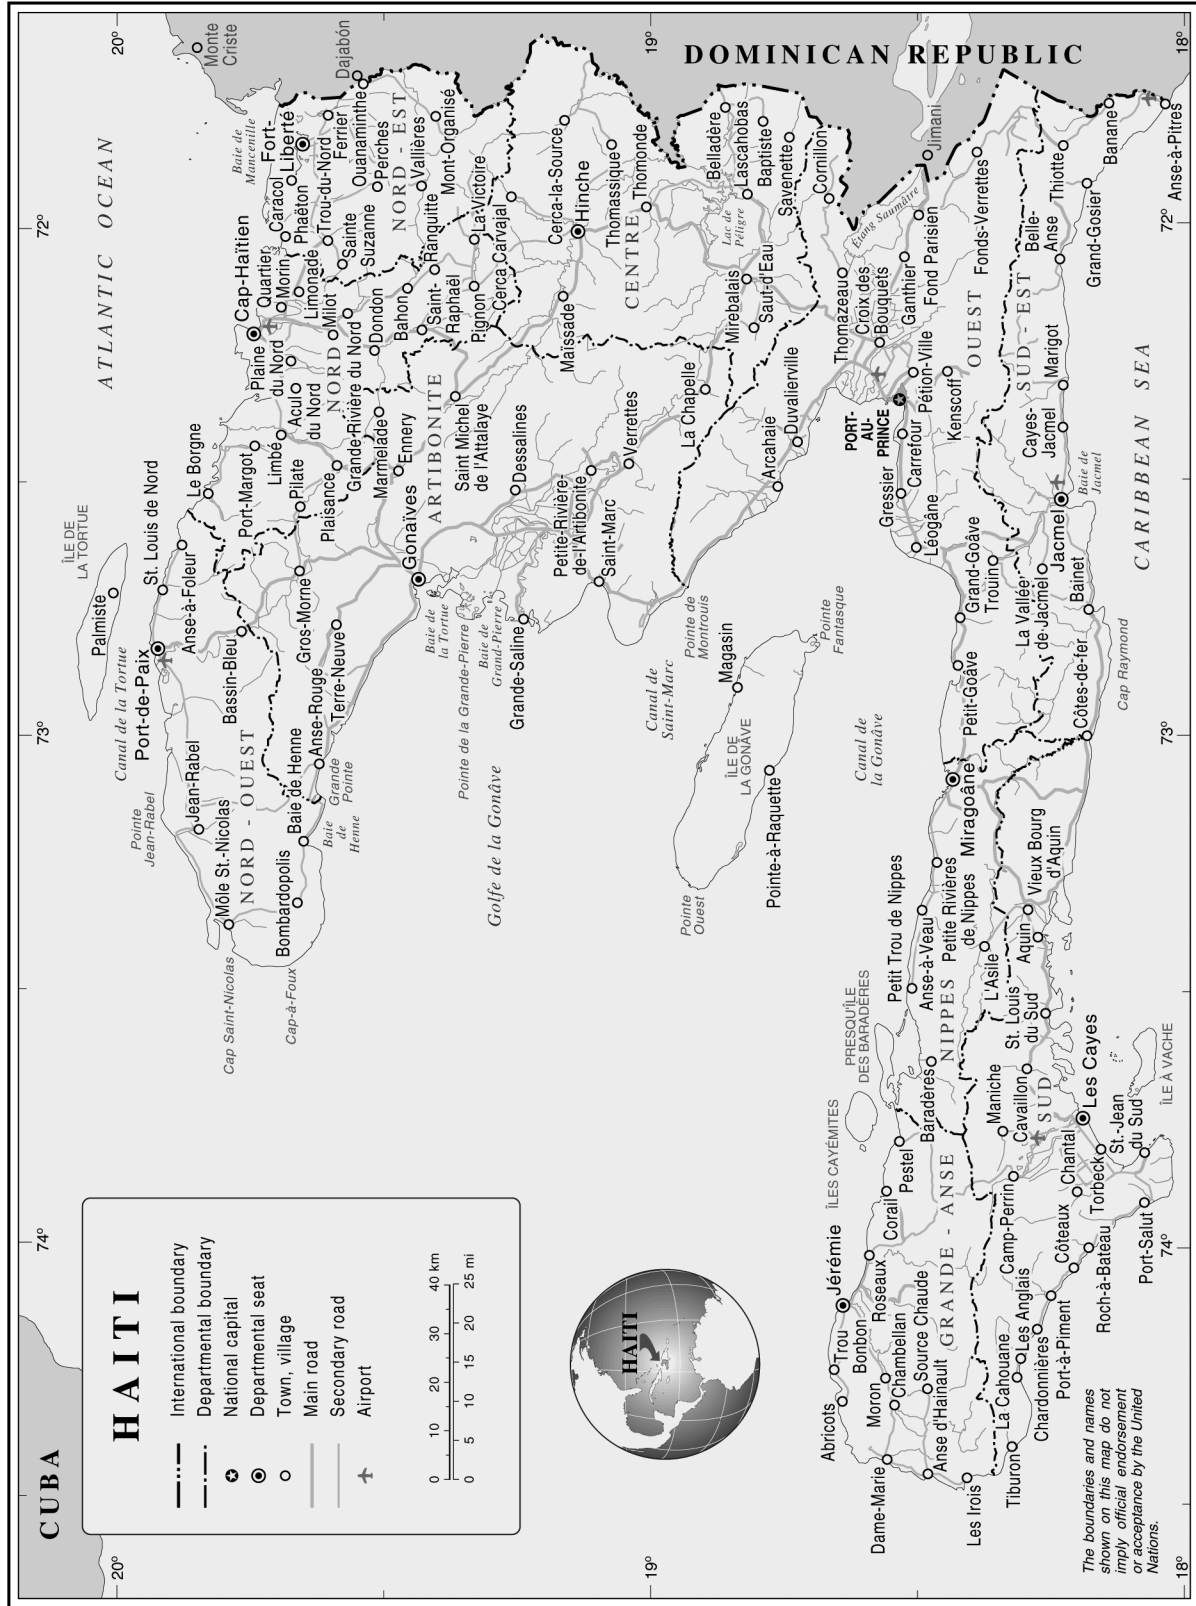 HAITI
International boundary
Departmental boundary
National capital
Departmental seat
Town, village
Main road
Secondary road
Airport
0
10
20
30
40 km
0
5
10
15
20
25 mi
HAITI
The boundaries and names
shown on this map do not
imply official endorsement
or acceptance by the United
Nations.
CUBA
ATLANTIC OCEAN
CARIBBEAN SEA
DOMINICAN REPUBLIC
74º
73º
72º
74º
73º
72º
20º
19º
18º
20º
19º
18º
Monte
Criste
Dajabón
Jimani
ÎLE DE
LA TORTUE
Palmiste
Canal de la Tortue
Pointe
Jean-Rabel
Port-de-Paix
St. Louis de Nord
Anse-à-Foleur
Jean-Rabel
Môle St.-Nicolas
Cap Saint-Nicolas
NORD - OUEST
Bassin-Bleu
Bombardopolis
Baie de Henne
Cap-à-Foux
Baie
de
Henne
Grande
Pointe
Anse-Rouge
Terre-Neuve
Gros-Morne
Le Borgne
Port-Margot
Limbé
Pilate
Plaisance
Cap-Haïtien
Quartier
Morin
Plaine
du Nord
Acul
du Nord
Limonade
Milot
NORD
Grande-Rivière du Nord
Dondon
Marmelade
Ennery
Bahon
Saint-
Raphaël
Ranquitte
Pignon
La Victoire
Caracol
Phaéton
Fort-
Liberté
Baie de
Mancenille
Trou-du-Nord
Sainte
Suzanne
Ferrier
Ouanaminthe
Perches
Vallières
NORD - EST
Mont-Organisé
Cerca Carvajal
Cerca-la-Source
Hinche
Thomassique
Thomonde
CENTRE
Maïssade
Gonaïves
ARTIBONITE
Saint Michel
de l'Attalaye
Dessalines
Petite-Rivière-
de-l'Artibonite
Verrettes
Saint-Marc
La Chapelle
Baie de
la Tortue
Pointe de la Grande-Pierre
Baie de
Grand-Pierre
Grande-Saline
Golfe de la Gonâve
Canal de
Saint-Marc
Pointe de
Montrouis
Belladère
Lascahobas
Baptiste
Savenette
Lac de
Péligre
Mirebalais
Saut-d'Eau
Cornillon
Étang Saumâtre
Thomazeau
Croix des
Bouquets
Ganthier
Fond Parisien
Fonds-Verrettes
Archaie
Duvalierville
PORT-
AU-
PRINCE
Pétion-Ville
Kenscoff
Carrefour
Gressier
Léogâne
OUEST
Magasin
ÎLE DE
LA GONÂVE
Pointe-à-Raquette
Pointe
Ouest
Pointe
Fantasque
Canal de
la Gonâve
Grand-Goâve
Trouin
Petit-Goâve
La Vallée
de-Jacmel
Jacmel
Bainet
Côtes-de-fer
Cap Raymond
Baie de
Jacmel
Cayes-
Jacmel
Marigot
SUD - EST
Belle-
Anse
Thiotte
Grand-Gosier
Banane
Anse-à-Pitres
Miragoâne
Petite Rivières
de Nippes
Anse-à-Veau
Petit Trou de Nippes
PRESQU'ÎLE
DES BARADÈRES
NIPPES
L'Asile
Baradères
Vieux Bourg
d'Aquin
Aquin
St. Louis
du Sud
Cavaillon
Maniche
SUD
Les Cayes
ÎLE À VACHE
Chantal
Torbeck
St.-Jean
du Sud
Port-Salut
Camp-Perrin
Côteaux
Roch-à-Bateau
Port-à-Piment
Chardonnières
Les Anglais
La Cahouane
Tiburon
Les Irois
Anse d'Hainault
Dame-Marie
Abricots
Trou
Bonbon
Moron
Chambellan
Source Chaude
Jérémie
Roseaux
Corail
Pestel
ÎLES CAYÉMITES
GRANDE - ANSE